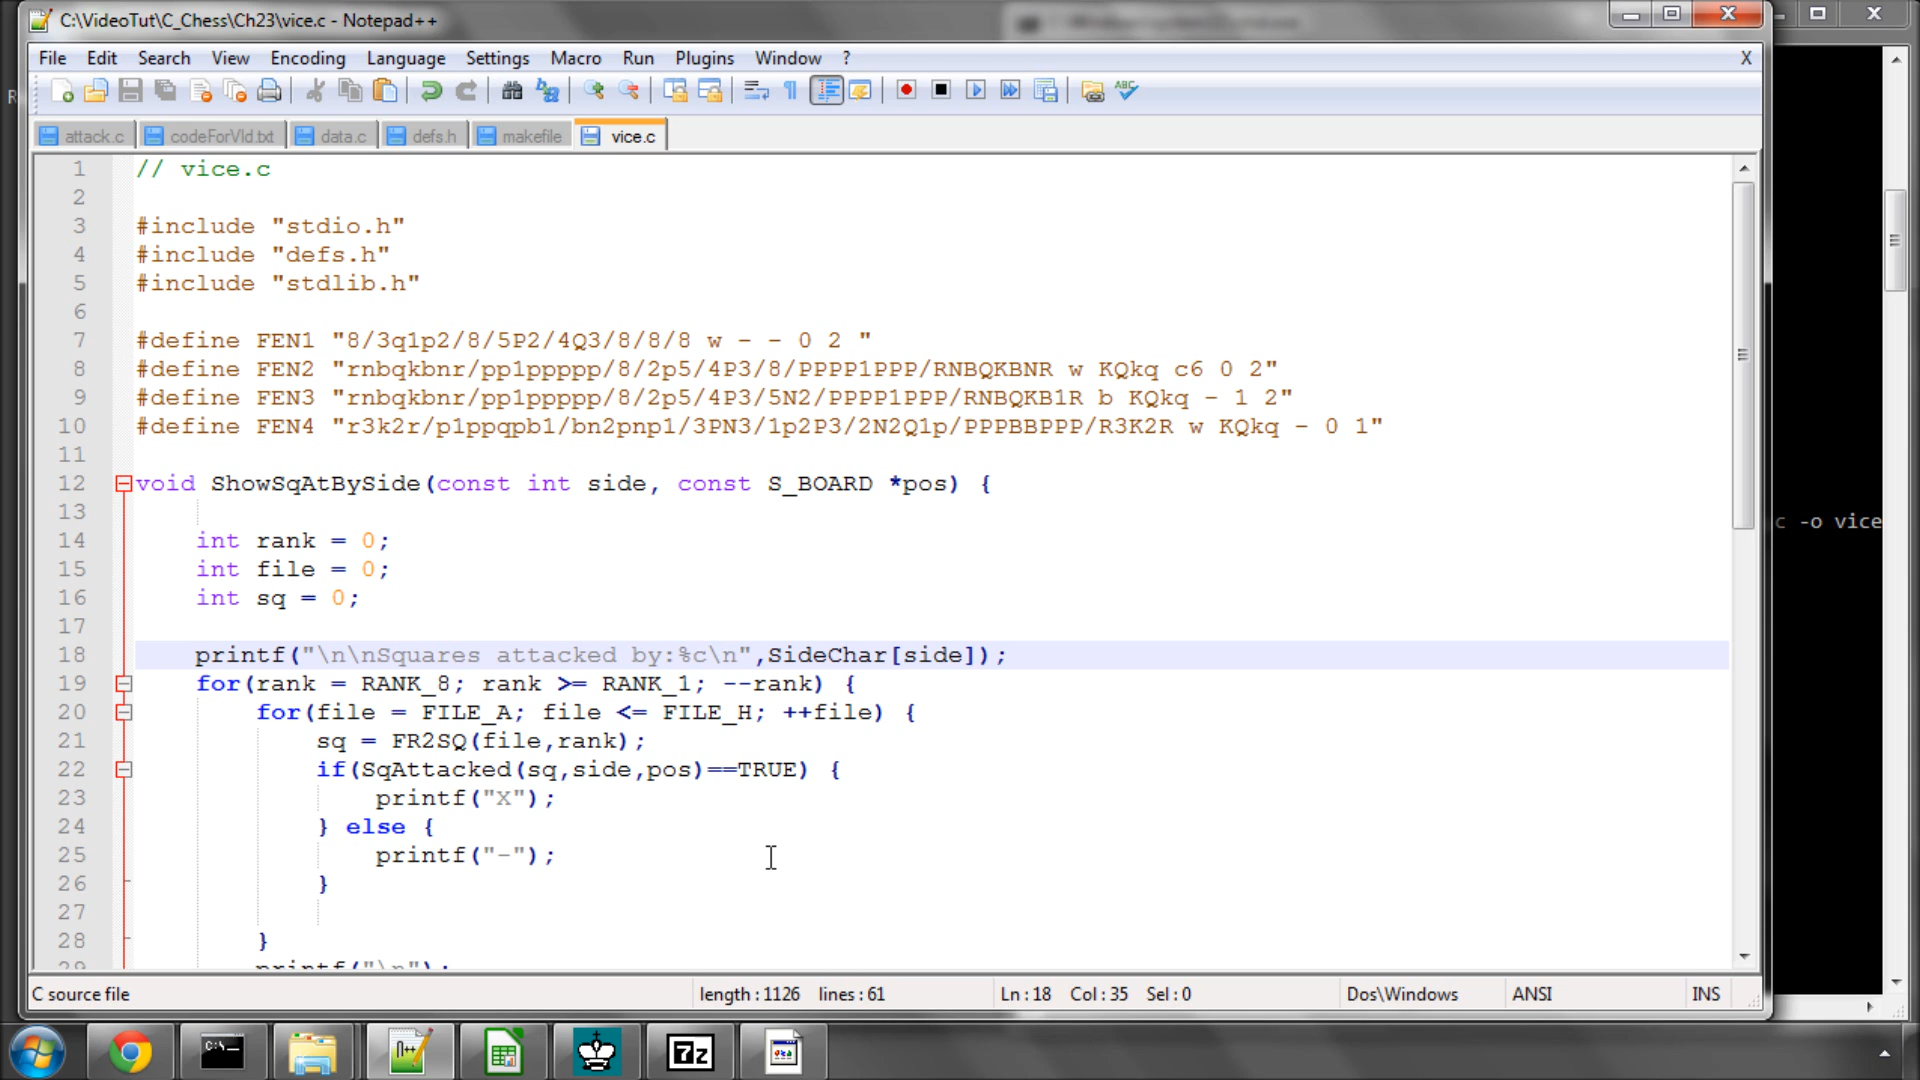 C:\VideoTut\C_Chess\Ch23\vice.c - Notepad++
File Edit Search View Encoding Language Settings Macro Run Plugins Window ? X
attack.c codeForVid.txt data.c defs.h makefile vice.c
1 // vice.c
2
3 #include "stdio.h"
4 #include "defs.h"
5 #include "stdlib.h"
6
7 #define FEN1 "8/3q1p2/8/5P2/4Q3/8/8/8 w - - 0 2 "
8 #define FEN2 "rnbqkbnr/pp1ppppp/8/2p5/4P3/8/PPPP1PPP/RNBQKBNR w KQkq c6 0 2"
9 #define FEN3 "rnbqkbnr/pp1ppppp/8/2p5/4P3/5N2/PPPP1PPP/RNBQKB1R b KQkq - 1 2"
10 #define FEN4 "r3k2r/p1ppqpb1/bn2pnp1/3PN3/1p2P3/2N2Q1p/PPPBBPPP/R3K2R w KQkq - 0 1"
11
12 void ShowSqAtBySide(const int side, const S_BOARD *pos) {
13
14 int rank = 0;
15 int file = 0;
16 int sq = 0;
17
18 printf("\n\nSquares attacked by:%c\n",SideChar[side]);
19 for(rank = RANK_8; rank >= RANK_1; --rank) {
20 for(file = FILE_A; file <= FILE_H; ++file) {
21 sq = FR2SQ(file,rank);
22 if(SqAttacked(sq,side,pos)==TRUE) {
23 printf("X");
24 } else {
25 printf("-");
26 }
27
28 }
29 printf("\n");
c -o vice
C source file length : 1126 lines : 61 Ln : 18 Col : 35 Sel : 0 Dos\Windows ANSI INS
C:\_
7z